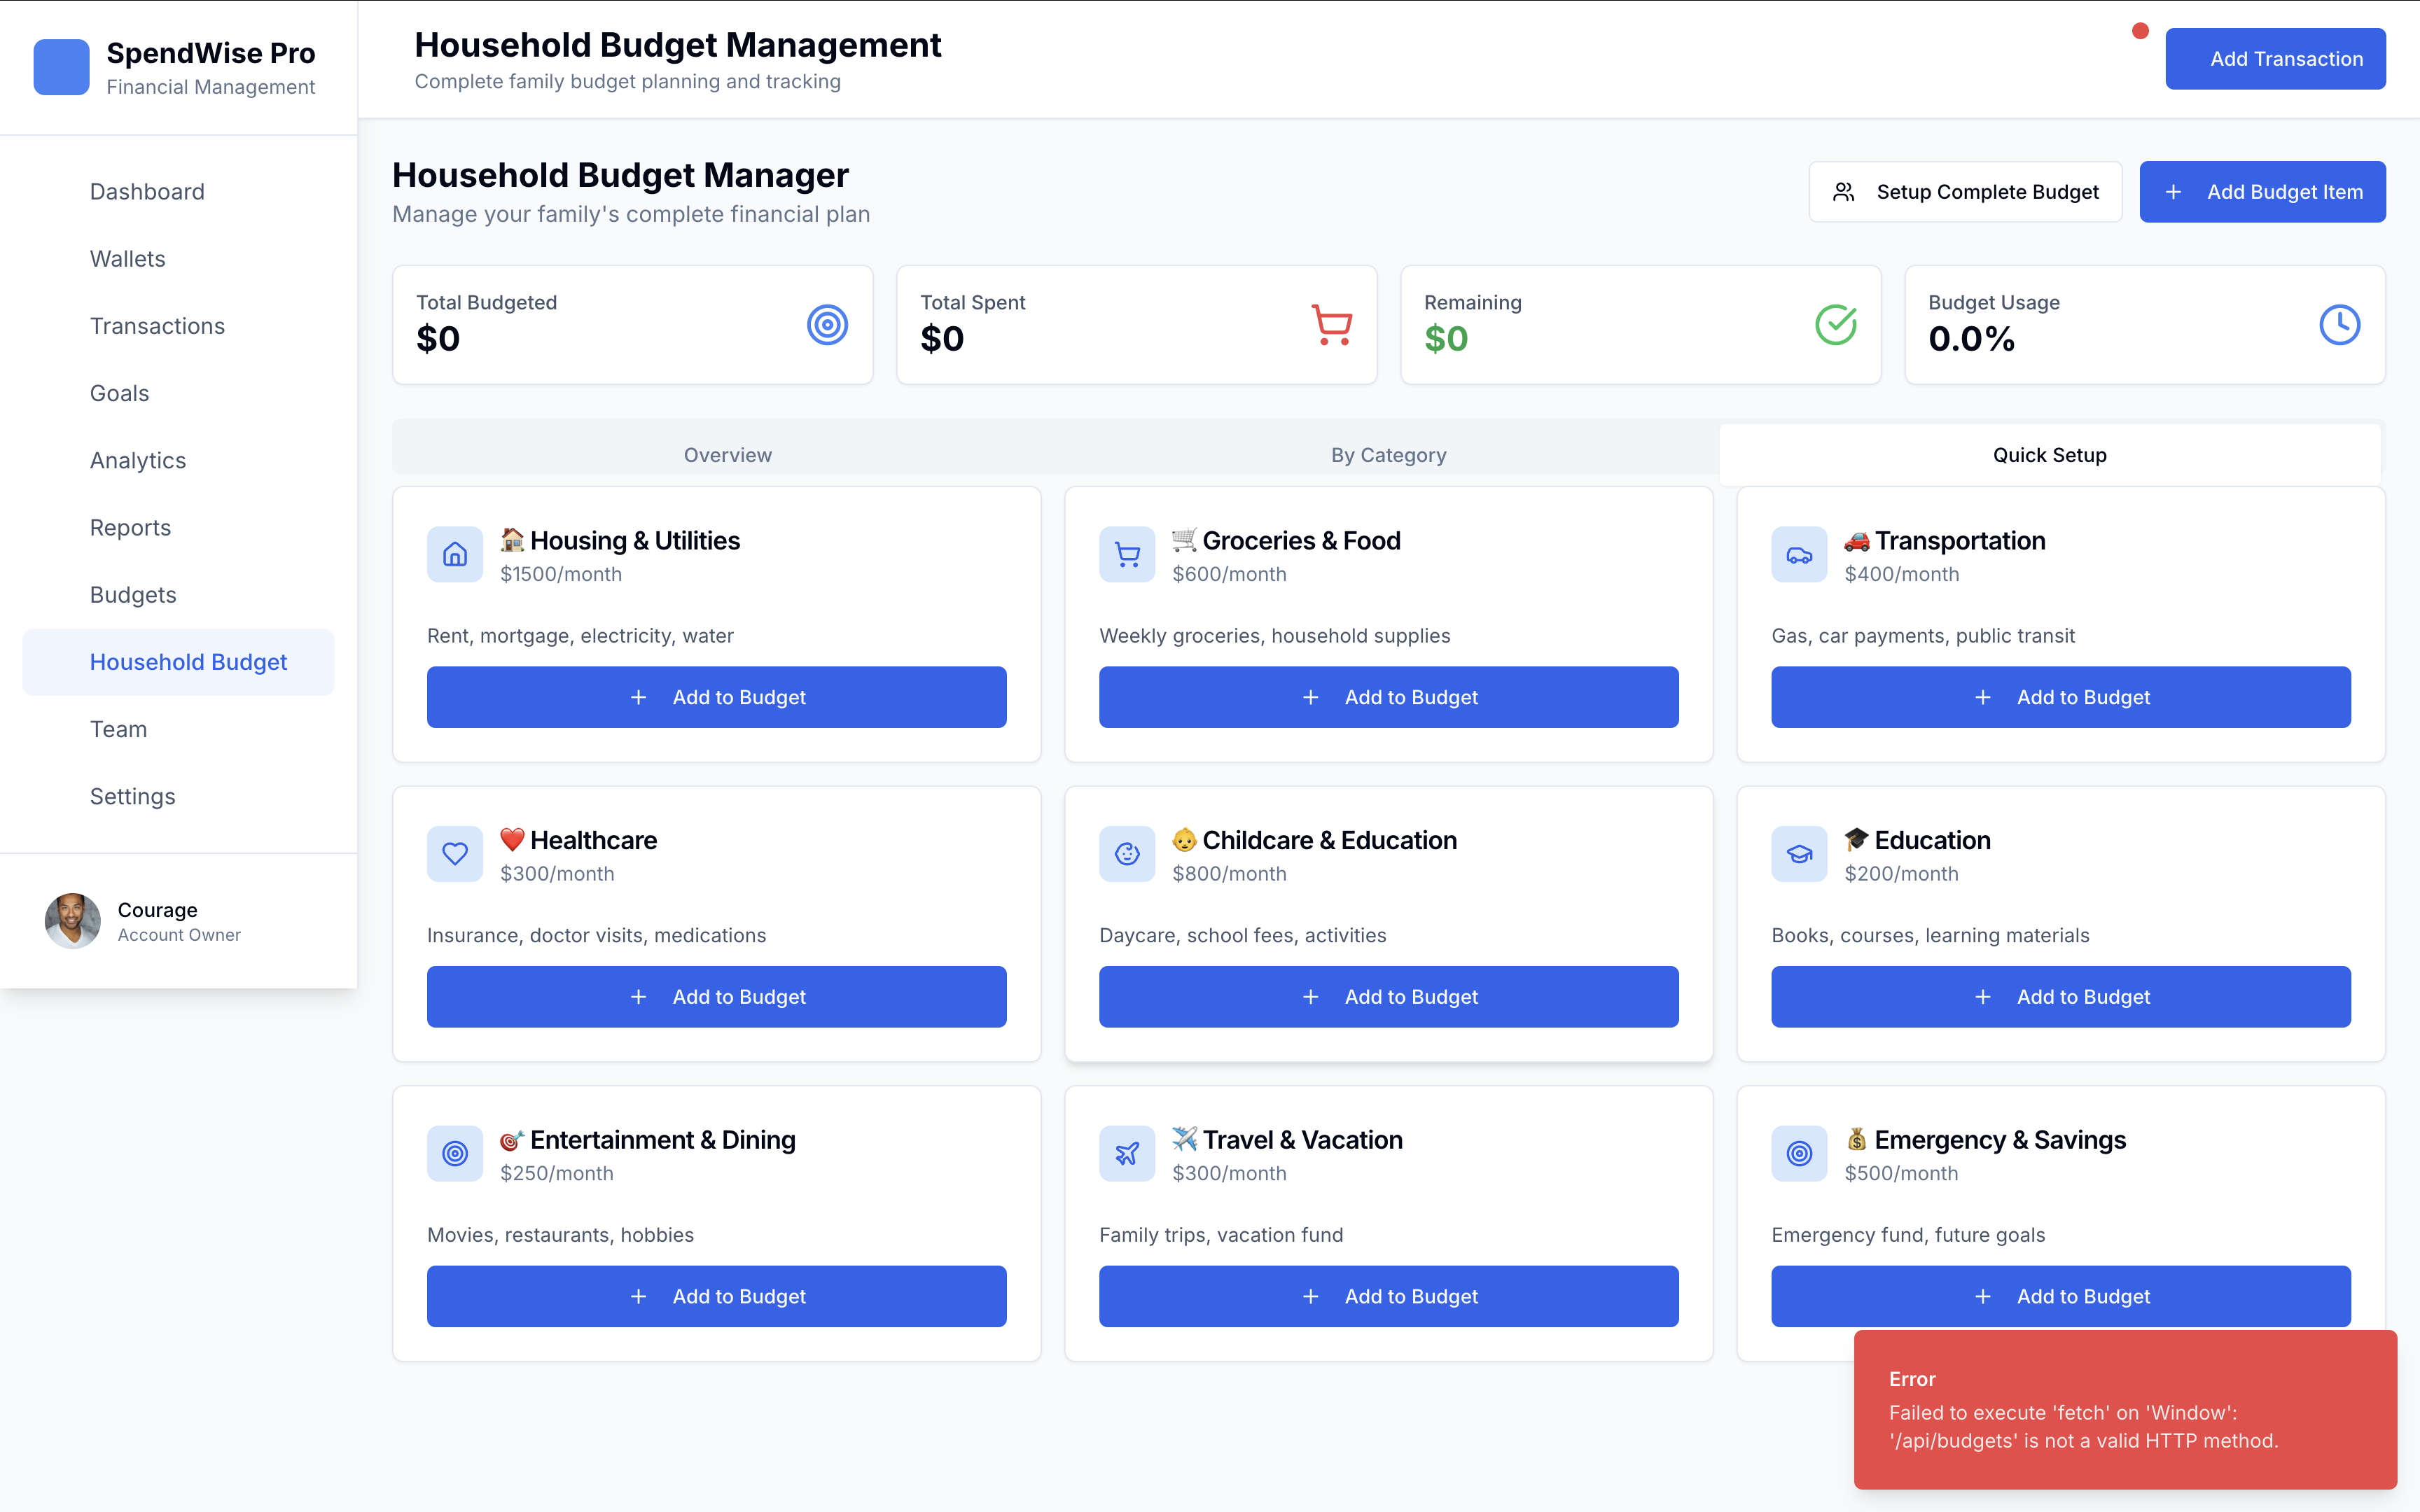 SpendWise Pro
Financial Management
Dashboard
Wallets
Transactions
Goals
Analytics
Reports
Budgets
Household Budget
Team
Settings
Courage
Account Owner
Household Budget Management
Complete family budget planning and tracking
Add Transaction
Household Budget Manager
Manage your family's complete financial plan
Setup Complete Budget
Add Budget Item
Total Budgeted
$0
Total Spent
$0
Remaining
$0
Budget Usage
0.0%
Overview
By Category
Quick Setup
Housing & Utilities
$1500/month
Rent, mortgage, electricity, water
Add to Budget
Groceries & Food
$600/month
Weekly groceries, household supplies
Add to Budget
Transportation
$400/month
Gas, car payments, public transit
Add to Budget
Healthcare
$300/month
Insurance, doctor visits, medications
Add to Budget
Childcare & Education
$800/month
Daycare, school fees, activities
Add to Budget
Education
$200/month
Books, courses, learning materials
Add to Budget
Entertainment & Dining
$250/month
Movies, restaurants, hobbies
Add to Budget
Travel & Vacation
$300/month
Family trips, vacation fund
Add to Budget
Emergency & Savings
$500/month
Emergency fund, future goals
Add to Budget
Error
Failed to execute 'fetch' on 'Window':
'/api/budgets' is not a valid HTTP method.